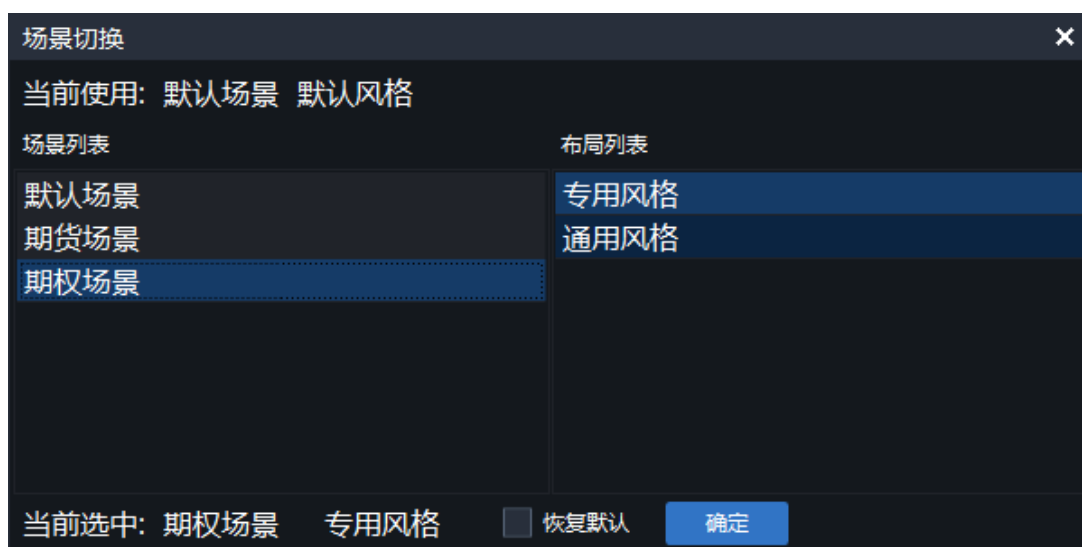 场景切换
当前使用: 默认场景 默认风格
场景列表
布局列表
默认场景
期货场景
期权场景
专用风格
通用风格
当前选中: 期权场景 专用风格 恢复默认 确定